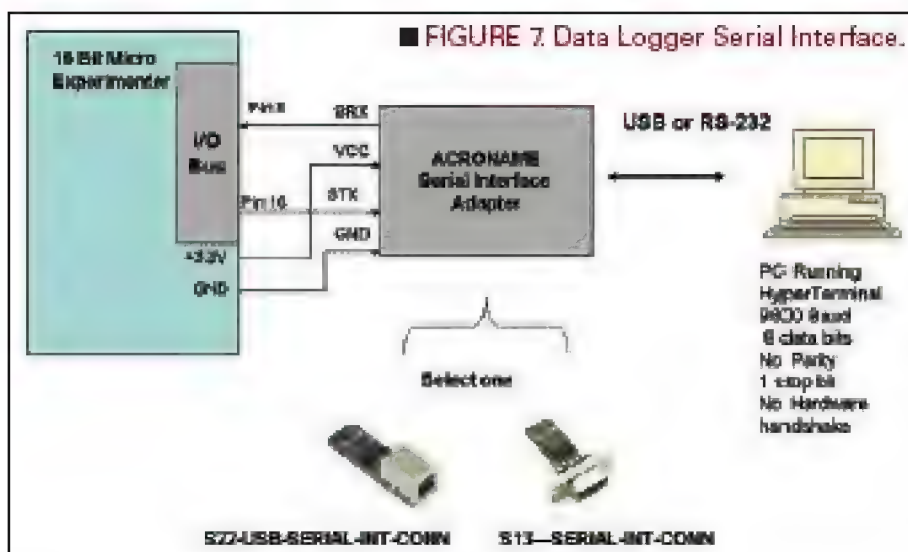 ■ FIGURE 7. Data Logger Serial Interface.
16 Bit Micro
Experimenter
I/O
Bus
SRX
VCC
Pin 16
STX
GND
+3.3V
GND
ACRONAME
Serial Interface
Adapter
USB or RS-232
PC Running
HyperTerminal
9600 Baud
8 data bits
No Parity
1 stop bit
No Hardware
handshake
Select one
S22-USB-SERIAL-INT-CONN
S13—SERIAL-INT-CONN